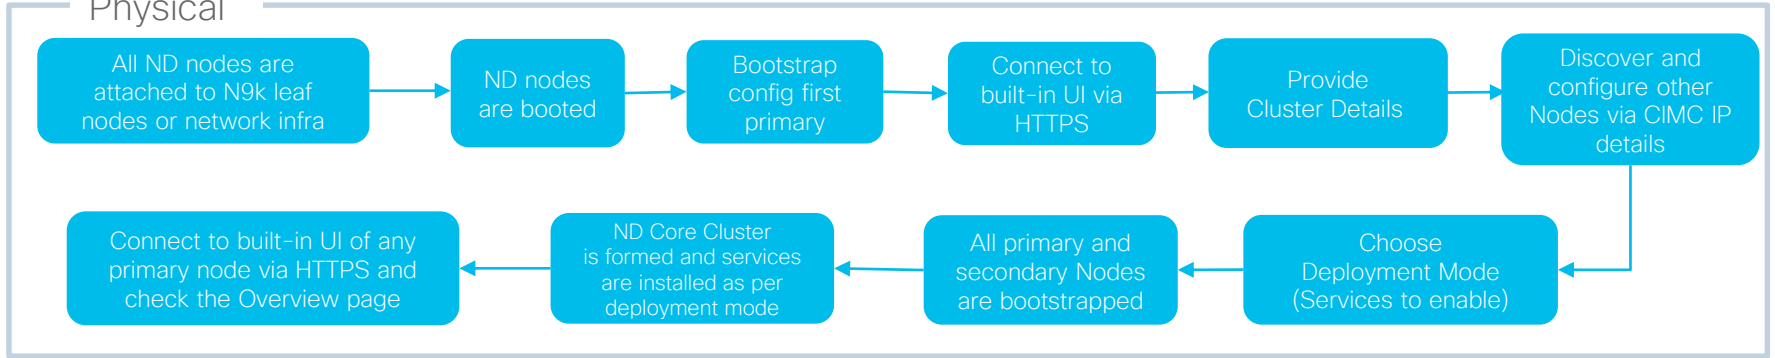 Physical
All ND nodes are
attached to N9k leaf
nodes or network infra
ND nodes
are booted
Bootstrap
config first
primary
Connect to
built-in UI via
HTTPS
Provide
Cluster Details
Discover and
configure other
Nodes via CIMC IP
details
Choose
Deployment Mode
(Services to enable)
All primary and
secondary Nodes
are bootstrapped
ND Core Cluster
is formed and services
are installed as per
deployment mode
Connect to built-in UI of any
primary node via HTTPS and
check the Overview page